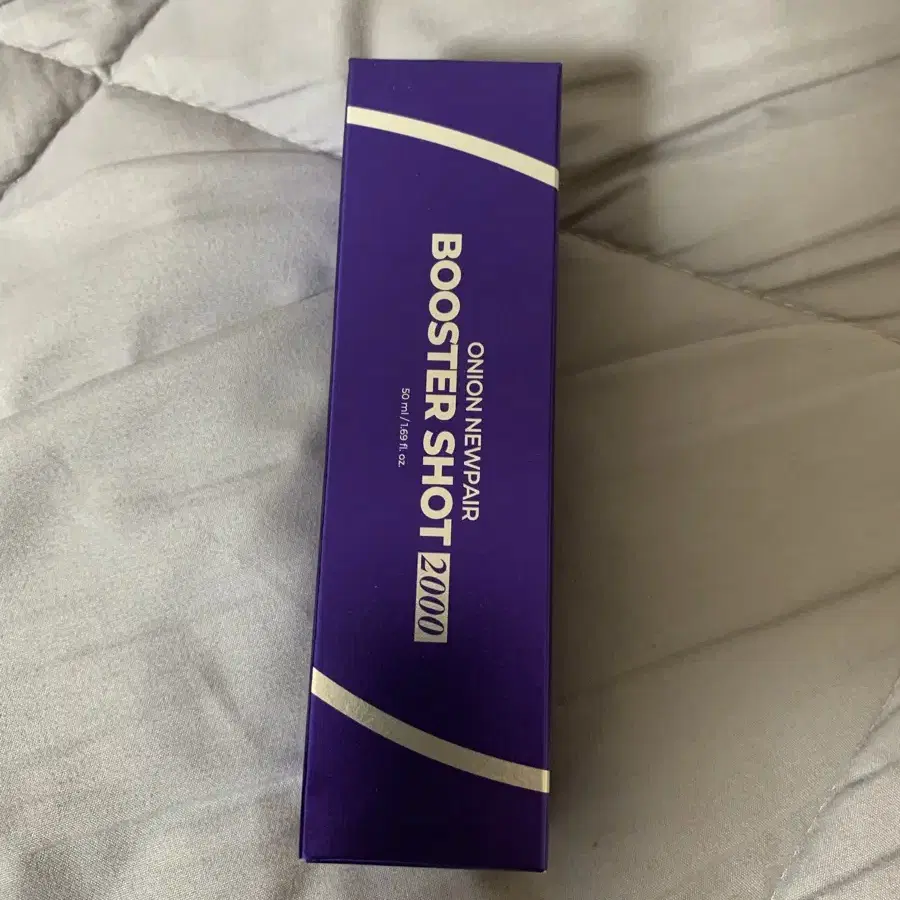 ONION NEWPAIR
BOOSTER SHOT 2000
50 ml / 1.69 fl. oz.